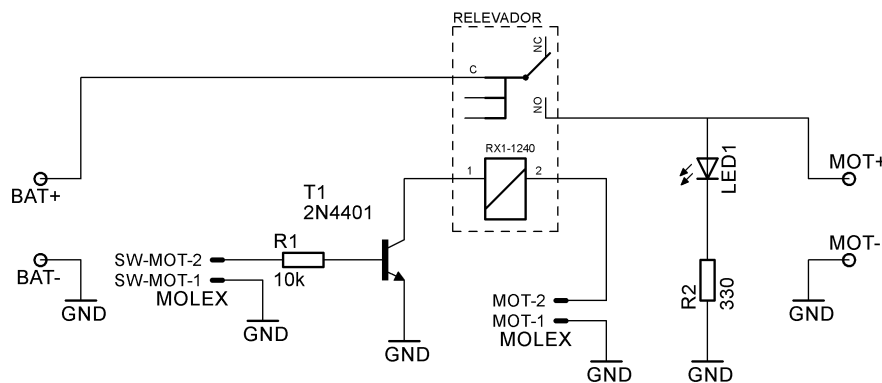 RELEVADOR
NC
C
NO
RX1-1240
1
2
LED1
MOT+
BAT+
T1
2N4401
R1
SW-MOT-2
10k
SW-MOT-1
MOLEX
BAT-
GND
GND
GND
MOT-2
MOT-1
MOLEX
GND
R2
330
GND
MOT-
GND